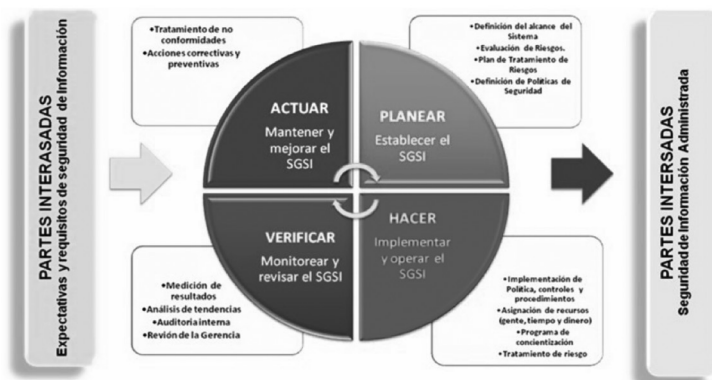 PARTES INTERASADAS
Expectativas y requisitos de seguridad de Información
•Tratamiento de no
conformidades
•Acciones correctivas y
preventivas
ACTUAR
Mantener y
mejorar el
SGSI
PLANEAR
Establecer el
SGSI
•Definición del alcance del
Sistema
•Evaluación de Riesgos.
•Plan de Tratamiento de
Riesgos
•Definición de Políticas de
Seguridad
VERIFICAR
Monitorear y
revisar el SGSI
HACER
Implementar
y operar el
SGSI
•Medición de
resultados
•Análisis de tendencias
•Auditoria interna
•Revión de la Gerencia
•Implementación de
Política, controles y
procedimientos
•Asignación de recursos
(gente, tiempo y dinero)
•Programa de
concientización
•Tratamiento de riesgo
PARTES INTERSADAS
Seguridad de Información Administrada